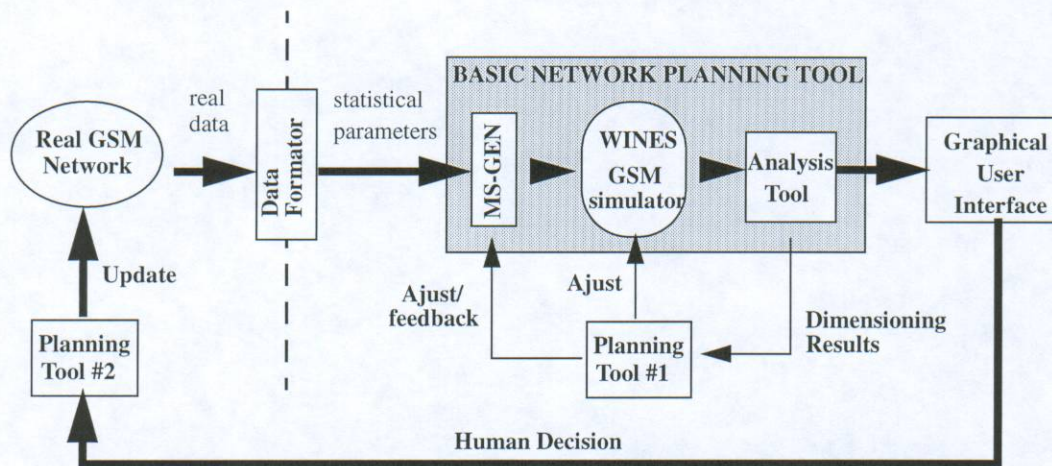 BASIC NETWORK PLANNING TOOL
real
data
statistical
parameters
Real GSM
Network
Data
Formator
MS-GEN
WINES
GSM
simulator
Analysis
Tool
Graphical
User
Interface
Update
Ajust/
feedback
Ajust
Dimensioning
Results
Planning
Tool #2
Planning
Tool #1
Human Decision